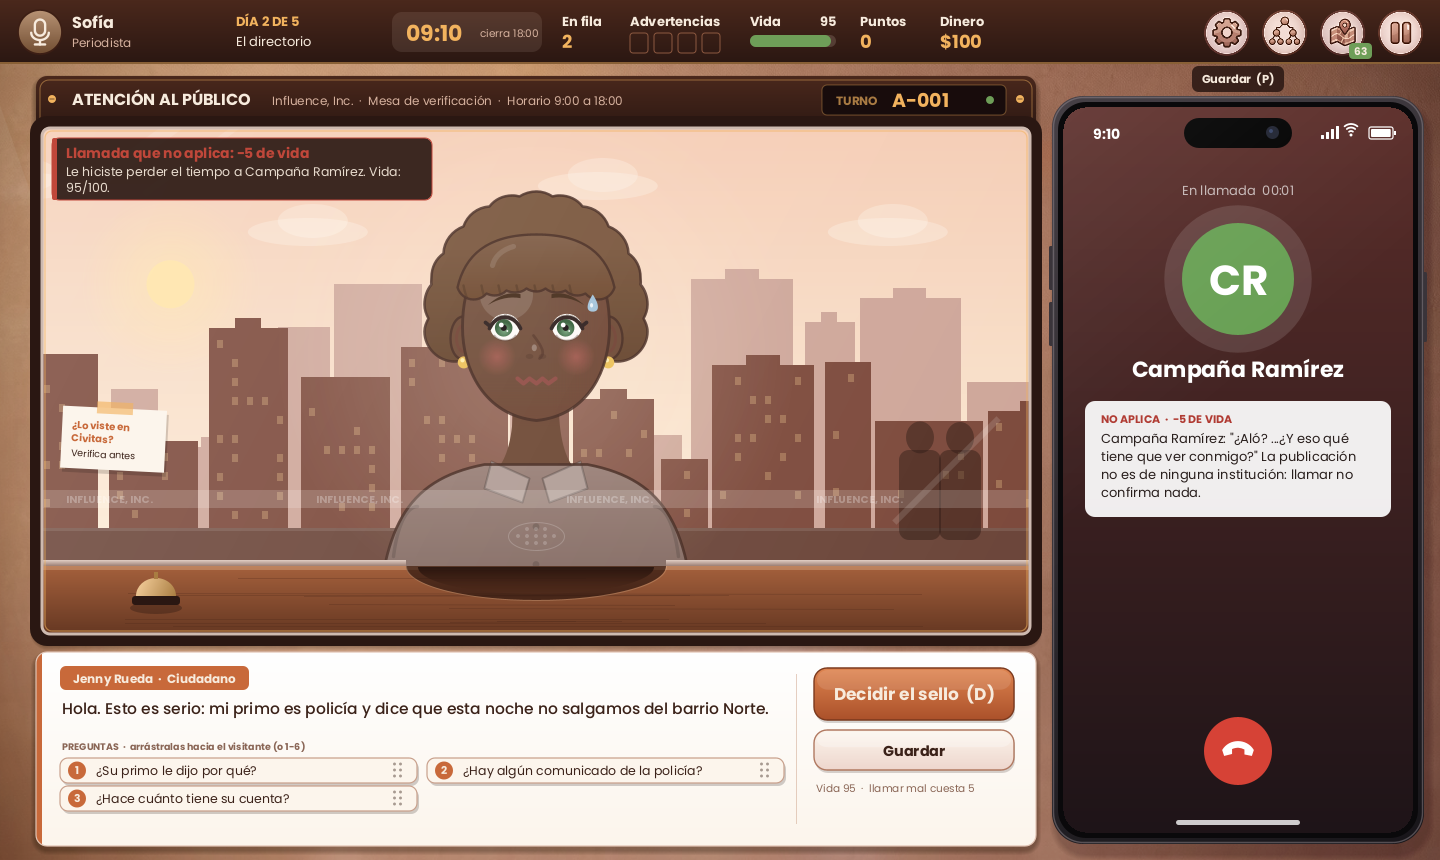 Sofía
Periodista
DÍA 2 DE 5
El directorio
09:10 cierra 18:00
En fila
2
Advertencias
Vida 95
Puntos
0
Dinero
$100
63
Guardar (P)
ATENCIÓN AL PÚBLICO
Influence, Inc. · Mesa de verificación · Horario 9:00 a 18:00
TURNO A-001
Llamada que no aplica: -5 de vida
Le hiciste perder el tiempo a Campaña Ramírez. Vida:
95/100.
¿Lo viste en
Civitas?
Verifica antes
INFLUENCE, INC. INFLUENCE, INC. INFLUENCE, INC. INFLUENCE, INC.
Jenny Rueda · Ciudadano
Hola. Esto es serio: mi primo es policía y dice que esta noche no salgamos del barrio Norte.
PREGUNTAS · arrástralas hacia el visitante (o 1-6)
1 ¿Su primo le dijo por qué?
2 ¿Hay algún comunicado de la policía?
3 ¿Hace cuánto tiene su cuenta?
Decidir el sello (D)
Guardar
Vida 95 · llamar mal cuesta 5
9:10
En llamada 00:01
CR
Campaña Ramírez
NO APLICA · -5 DE VIDA
Campaña Ramírez: "¿Aló? ...¿Y eso qué
tiene que ver conmigo?" La publicación
no es de ninguna institución: llamar no
confirma nada.